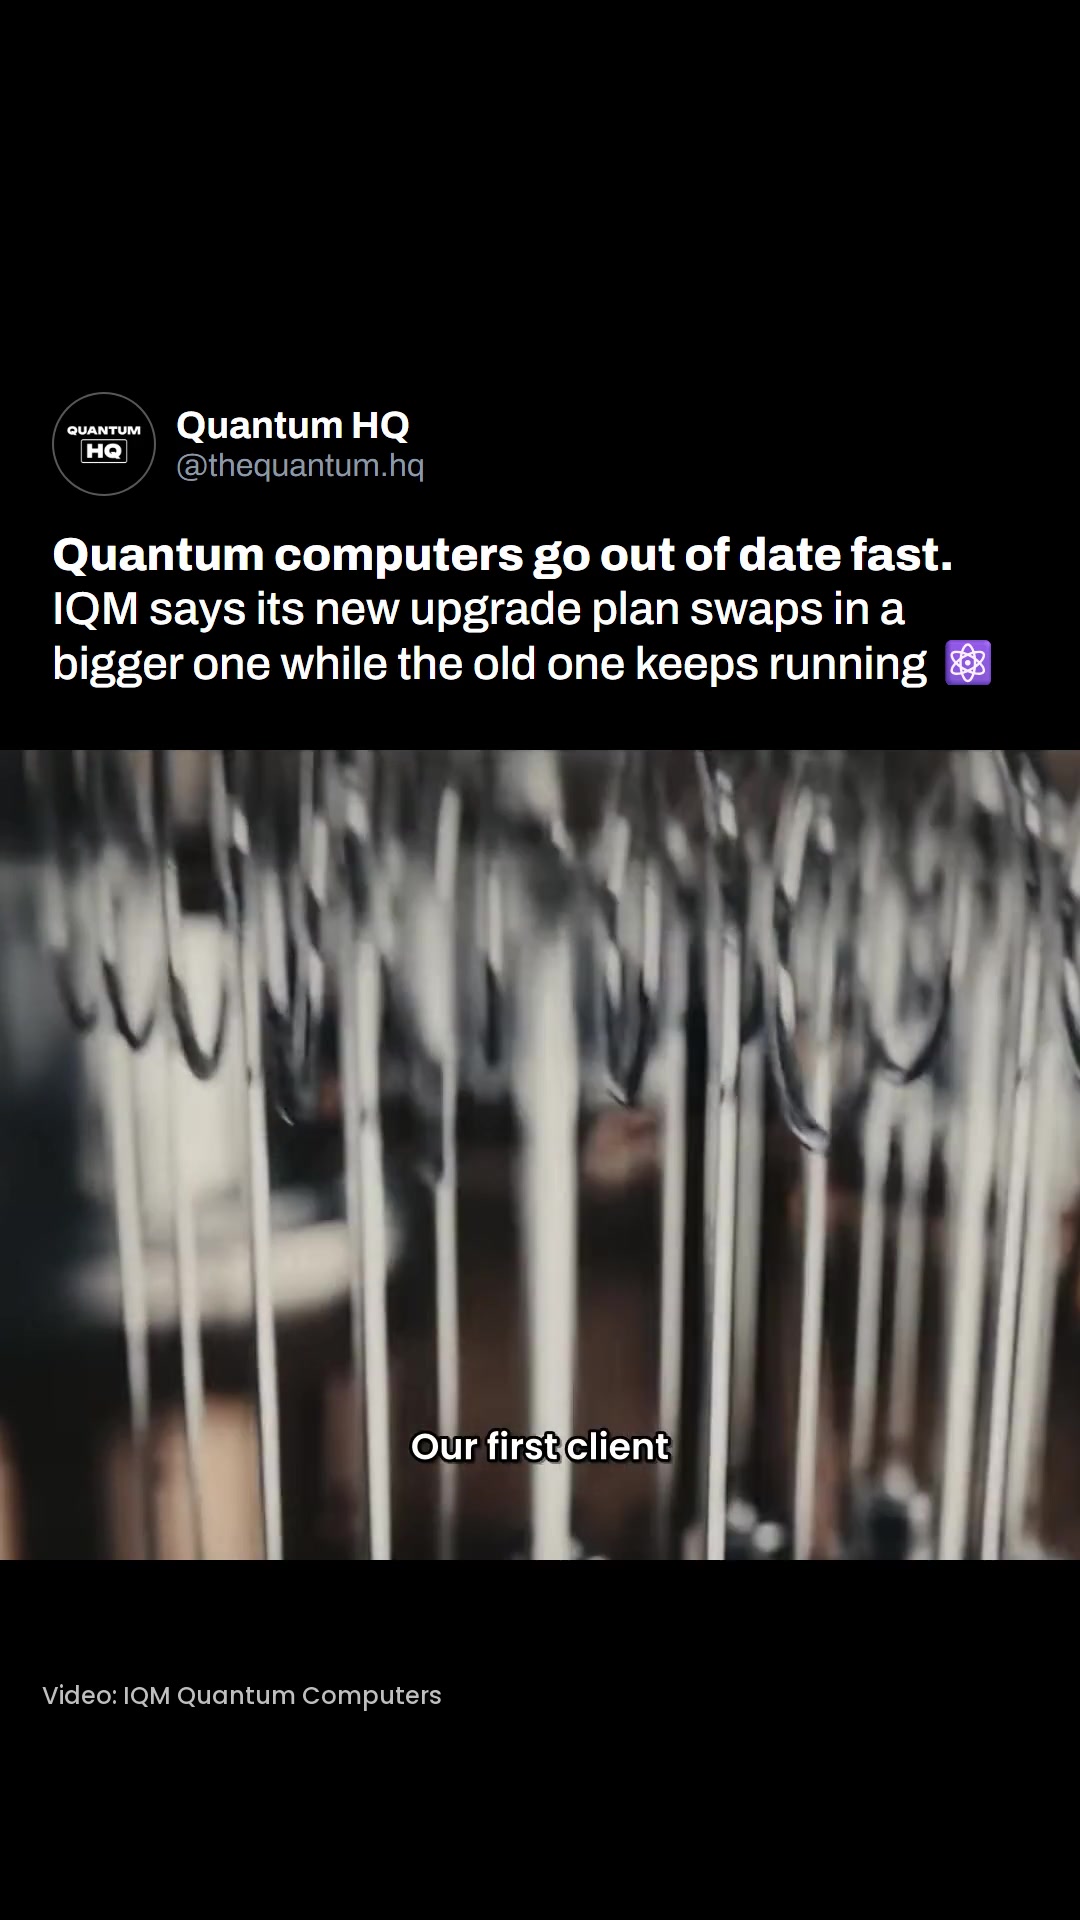 QUANTUM
HQ
Quantum HQ
@thequantum.hq
Quantum computers go out of date fast.
IQM says its new upgrade plan swaps in a
bigger one while the old one keeps running ⚛️
Our first client
Video: IQM Quantum Computers